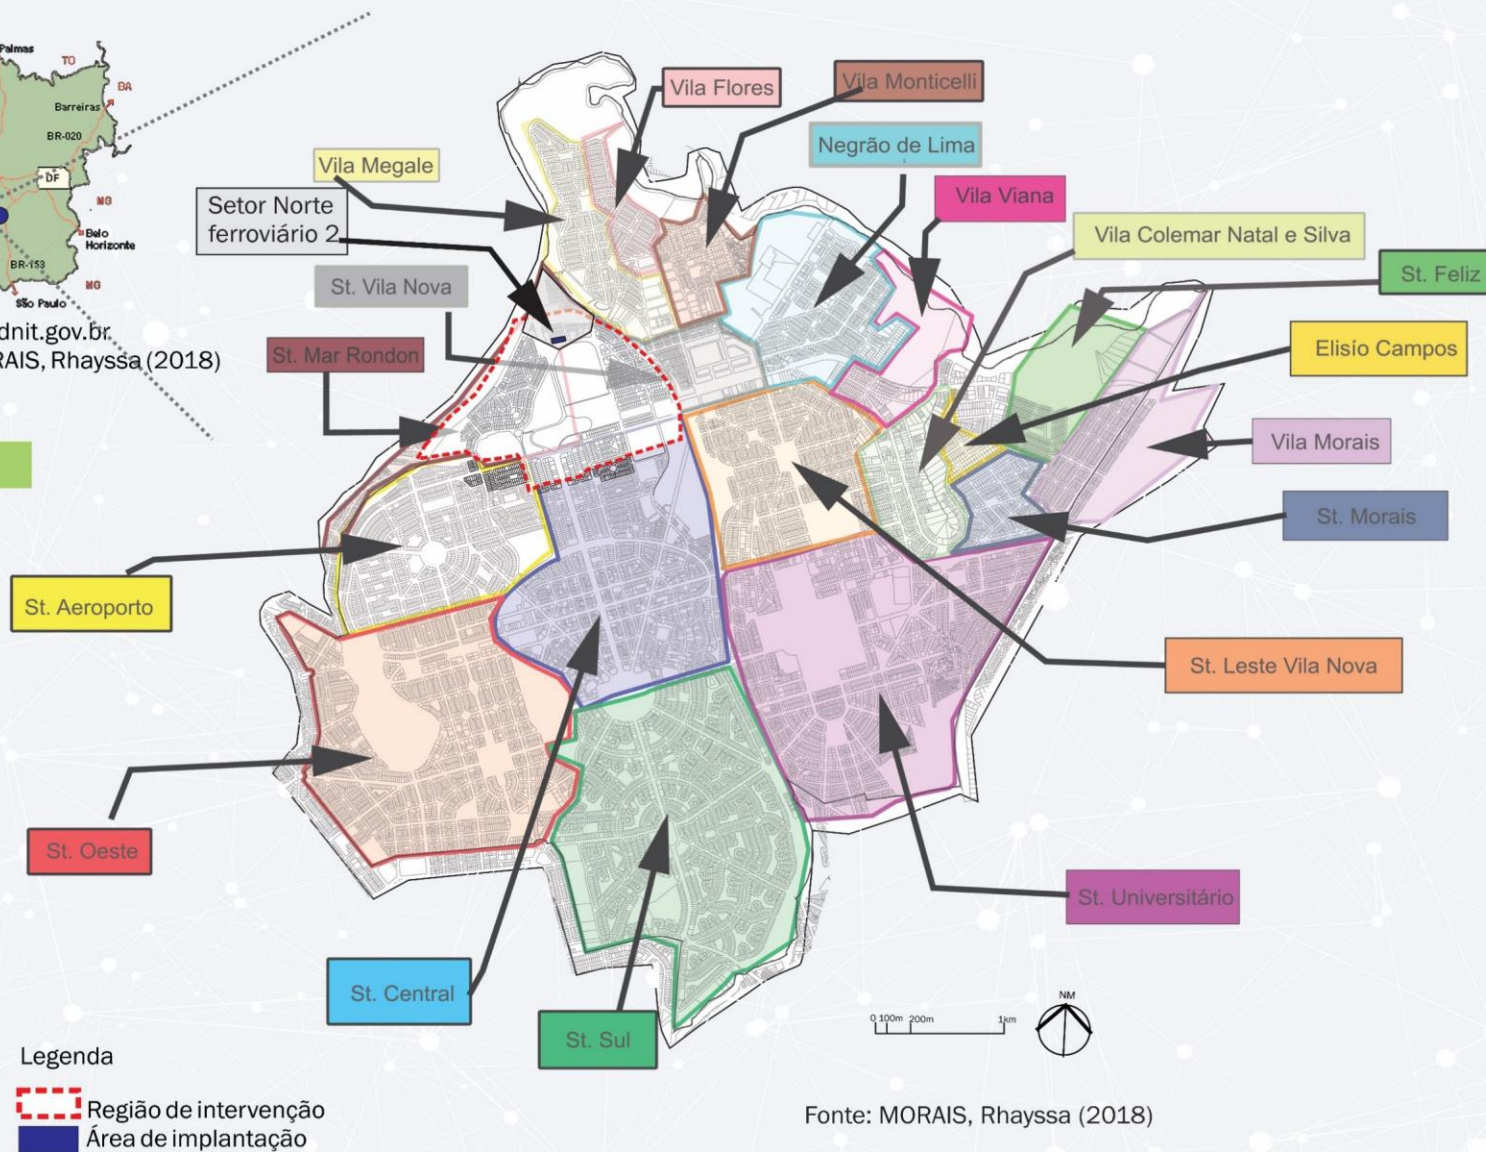 Palmas
TO
BA
Barreiras
BR-020
DF
MG
Belo
Horizonte
BR-153
MG
São Paulo
dnit.gov.br
RAIS, Rhayssa (2018)
Vila Flores
Vila Monticelli
Negrão de Lima
Vila Megale
Vila Viana
Setor Norte
ferroviário 2
Vila Colemar Natal e Silva
St. Feliz
St. Vila Nova
St. Mar Rondon
Elisío Campos
Vila Morais
St. Morais
St. Aeroporto
St. Leste Vila Nova
St. Oeste
St. Universitário
St. Central
St. Sul
NM
0 100m 200m 1km
Legenda
Região de intervenção
Área de implantação
Fonte: MORAIS, Rhayssa (2018)